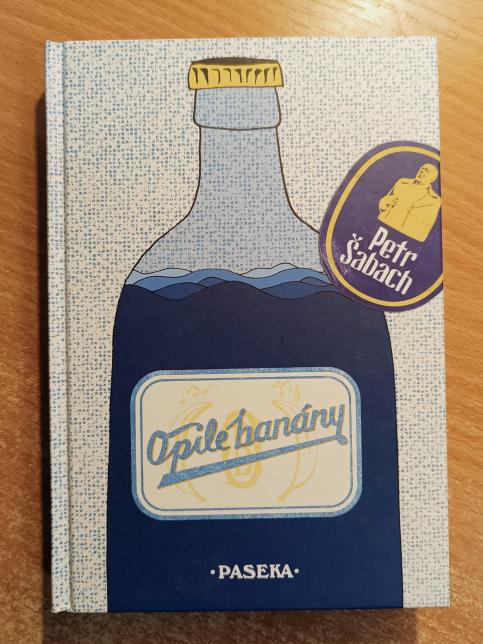 Petr
Šabach
Opilé banány
• PASEKA •